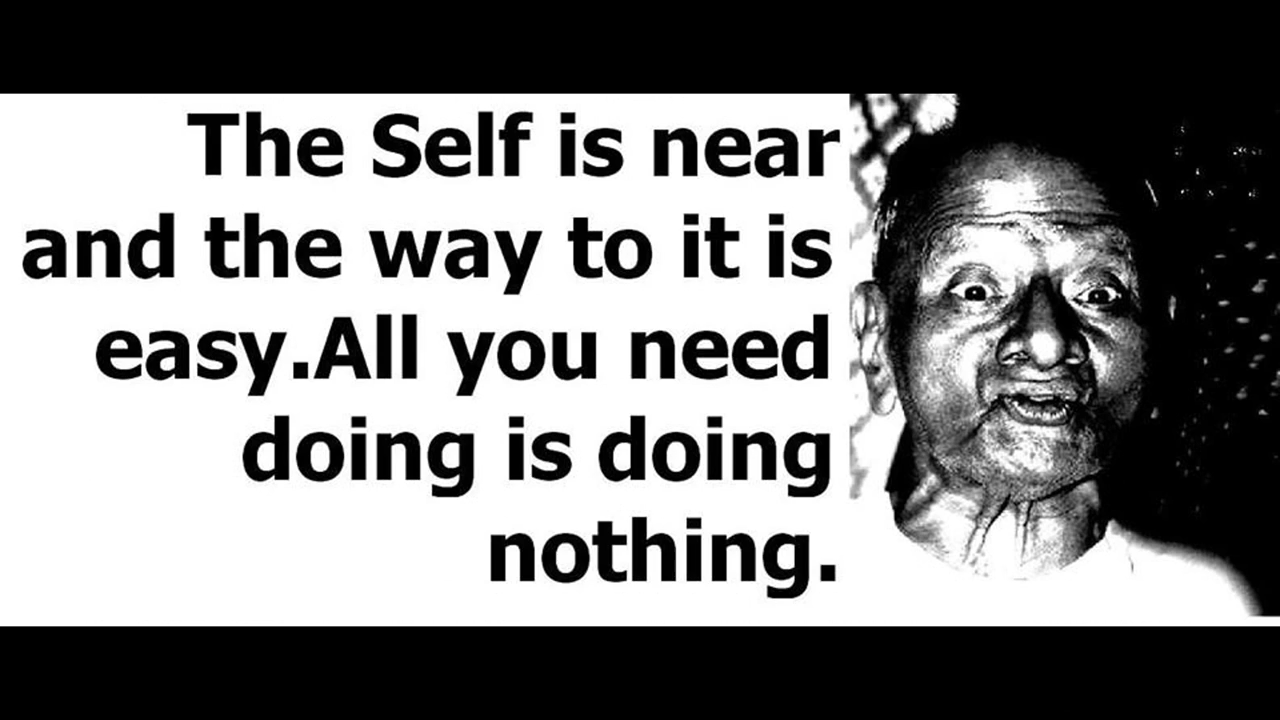 The Self is near
and the way to it is
easy.All you need
doing is doing
nothing.